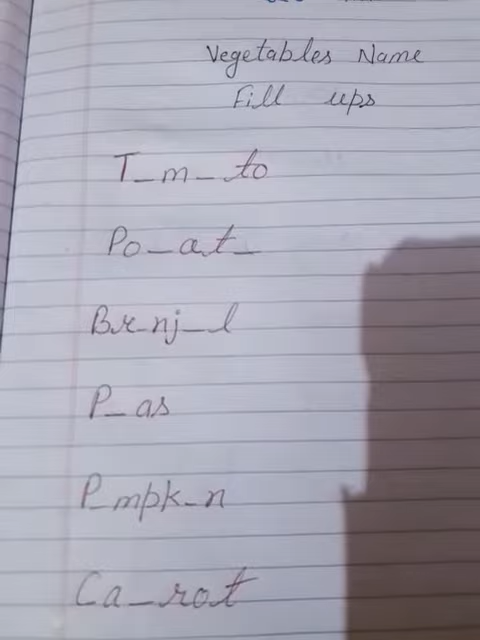 Vegetables Name
Fill ups
T_m_to
Po_at_
Br_nj_l
P_as
P_mpk_n
Ca_rot